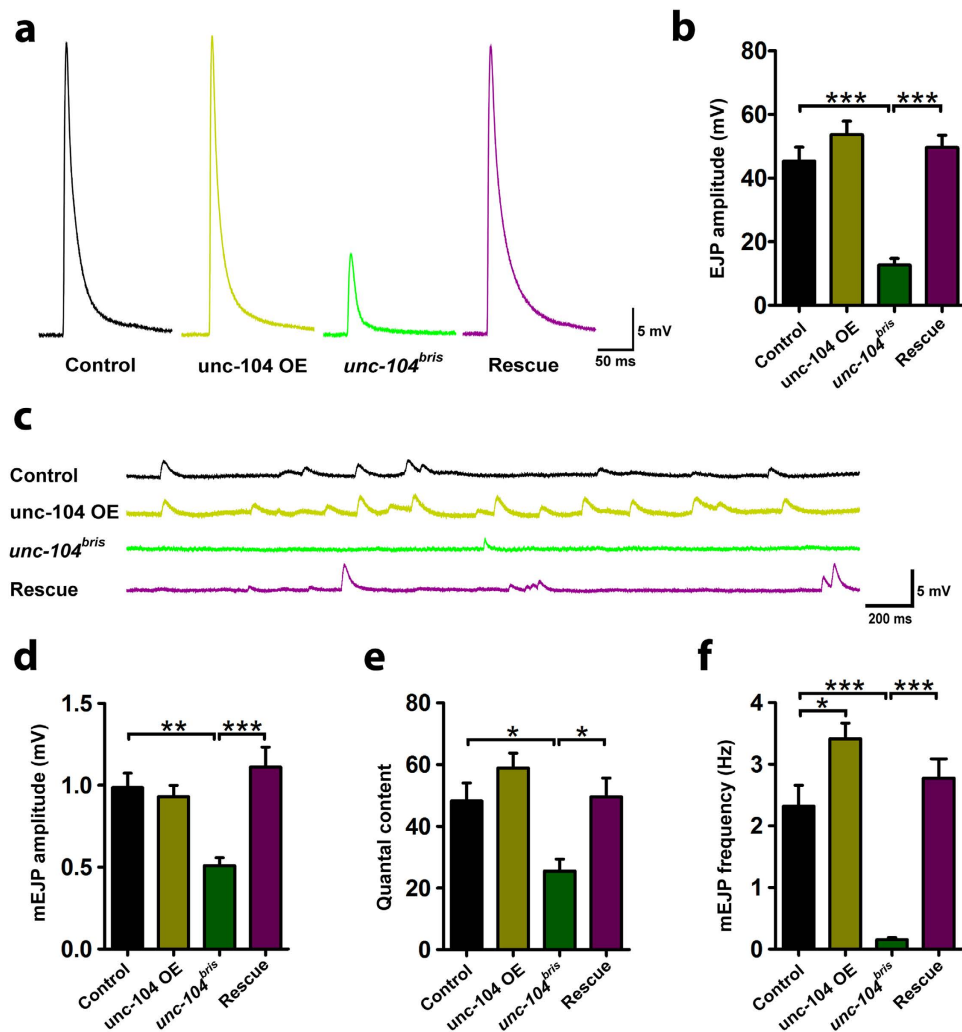 a
Control
unc-104 OE
unc-104bris
Rescue
5 mV
50 ms
b
EJP amplitude (mV)
80
60
40
20
0
***
***
Control
unc-104 OE
unc-104bris
Rescue
c
Control
unc-104 OE
unc-104bris
Rescue
5 mV
200 ms
d
mEJP amplitude (mV)
1.5
1.0
0.5
0.0
**
***
Control
unc-104 OE
unc-104bris
Rescue
e
Quantal content
80
60
40
20
0
*
*
Control
unc-104 OE
unc-104bris
Rescue
f
mEJP frequency (Hz)
4
3
2
1
0
***
***
*
Control
unc-104 OE
unc-104bris
Rescue